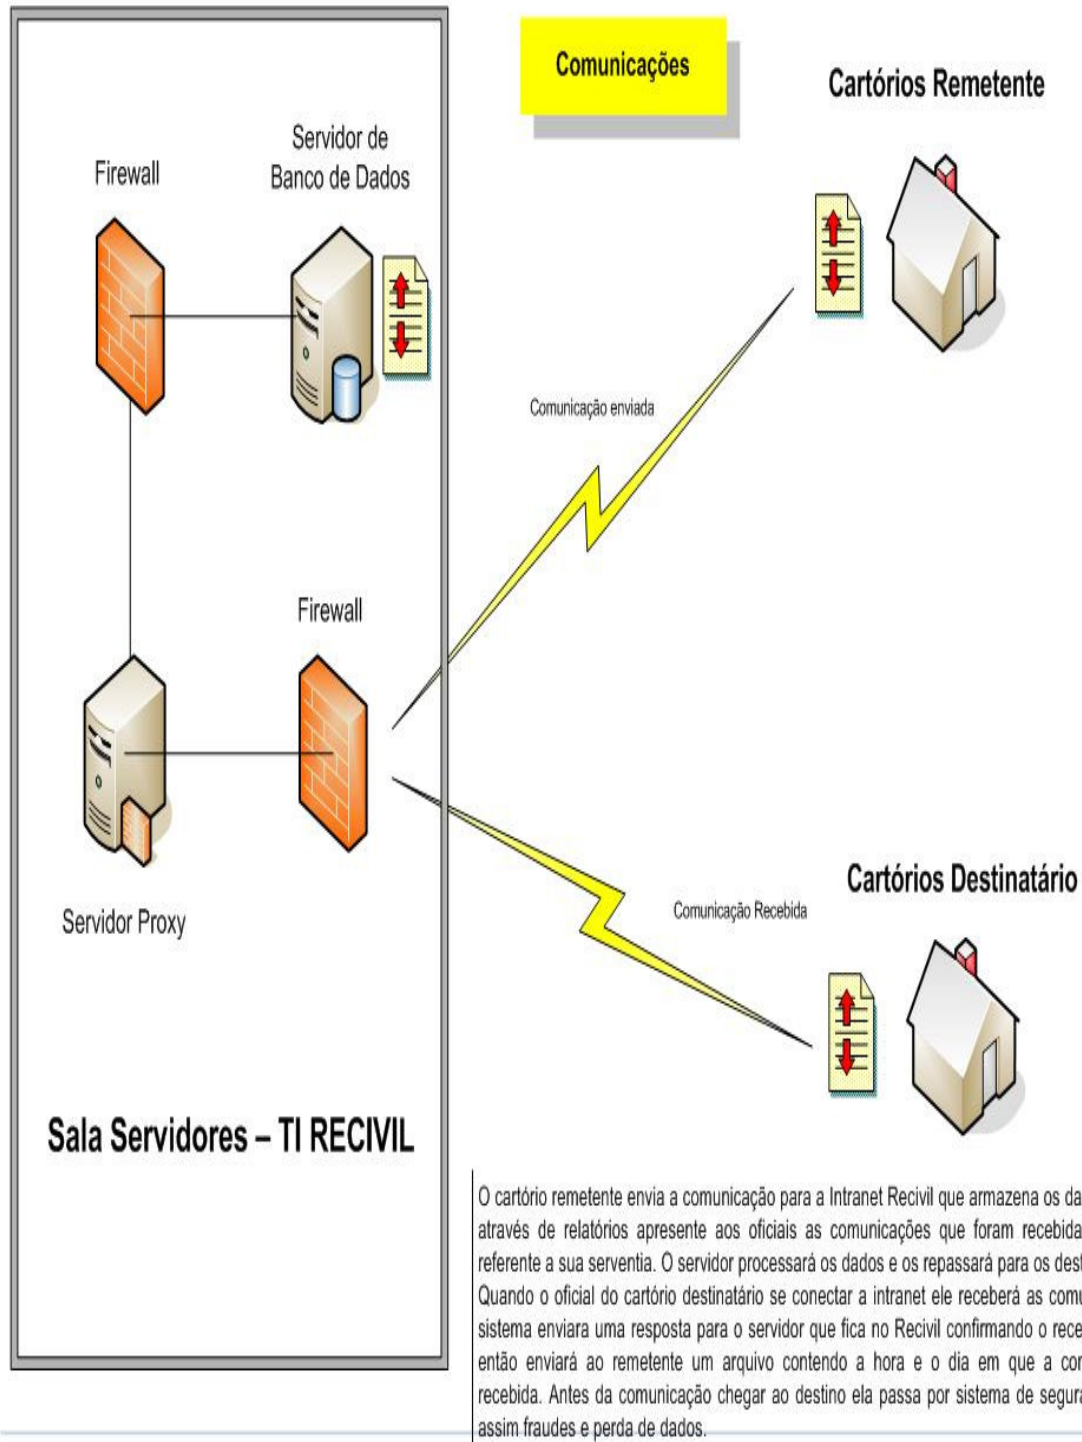 Comunicações
Cartórios Remetente
Firewall
Servidor de
Banco de Dados
Comunicação enviada
Firewall
Servidor Proxy
Cartórios Destinatário
Comunicação Recebida
Sala Servidores – TI RECIVIL
O cartório remetente envia a comunicação para a Intranet Recivil que armazena os da
através de relatórios apresente aos oficiais as comunicações que foram recebida
referente a sua serventia. O servidor processará os dados e os repassará para os dest
Quando o oficial do cartório destinatário se conectar a intranet ele receberá as comu
sistema enviara uma resposta para o servidor que fica no Recivil confirmando o rece
então enviará ao remetente um arquivo contendo a hora e o dia em que a com
recebida. Antes da comunicação chegar ao destino ela passa por sistema de segura
assim fraudes e perda de dados.